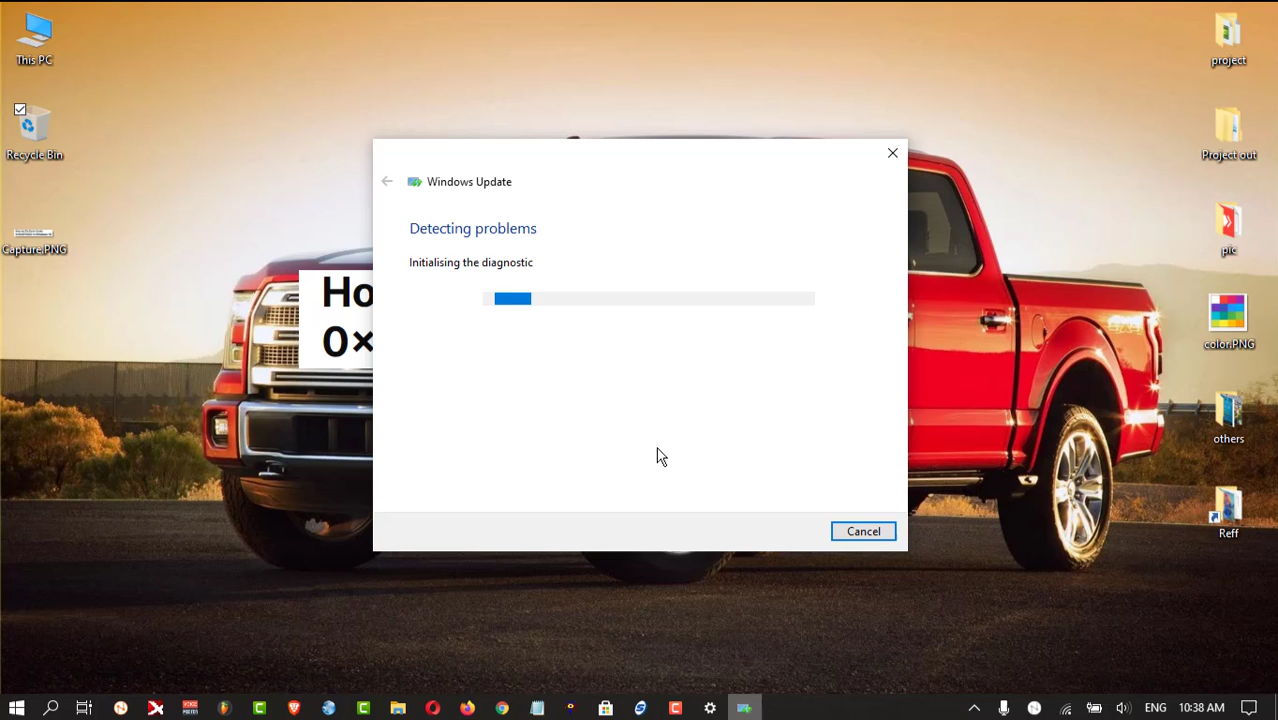 This PC
Recycle Bin
Capture.PNG
Ho
0×
Windows Update
Detecting problems
Initialising the diagnostic
Cancel
project
Project out
pic
color.PNG
others
Reff
ENG
10:38 AM